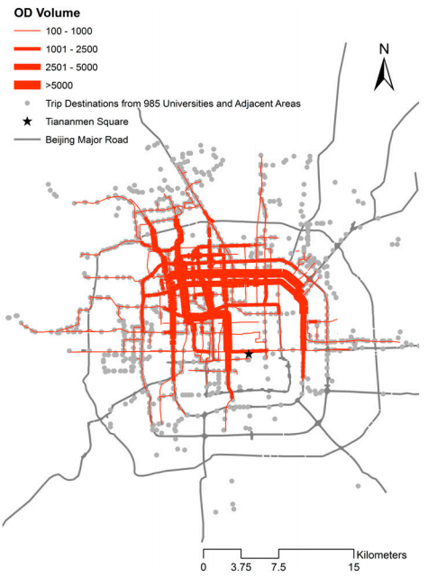 OD Volume
100 - 1000
1001 - 2500
2501 - 5000
>5000
Trip Destinations from 985 Universities and Adjacent Areas
Tiananmen Square
Beijing Major Road
N
Kilometers
0 3.75 7.5 15